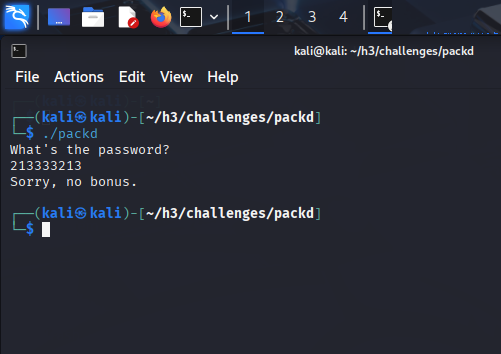 1 2 3 4
kali@kali: ~/h3/challenges/packd
File Actions Edit View Help
┌──(kali㉿kali)-[~/h3/challenges/packd]
└─$ ./packd
What's the password?
213333213
Sorry, no bonus.
┌──(kali㉿kali)-[~/h3/challenges/packd]
└─$